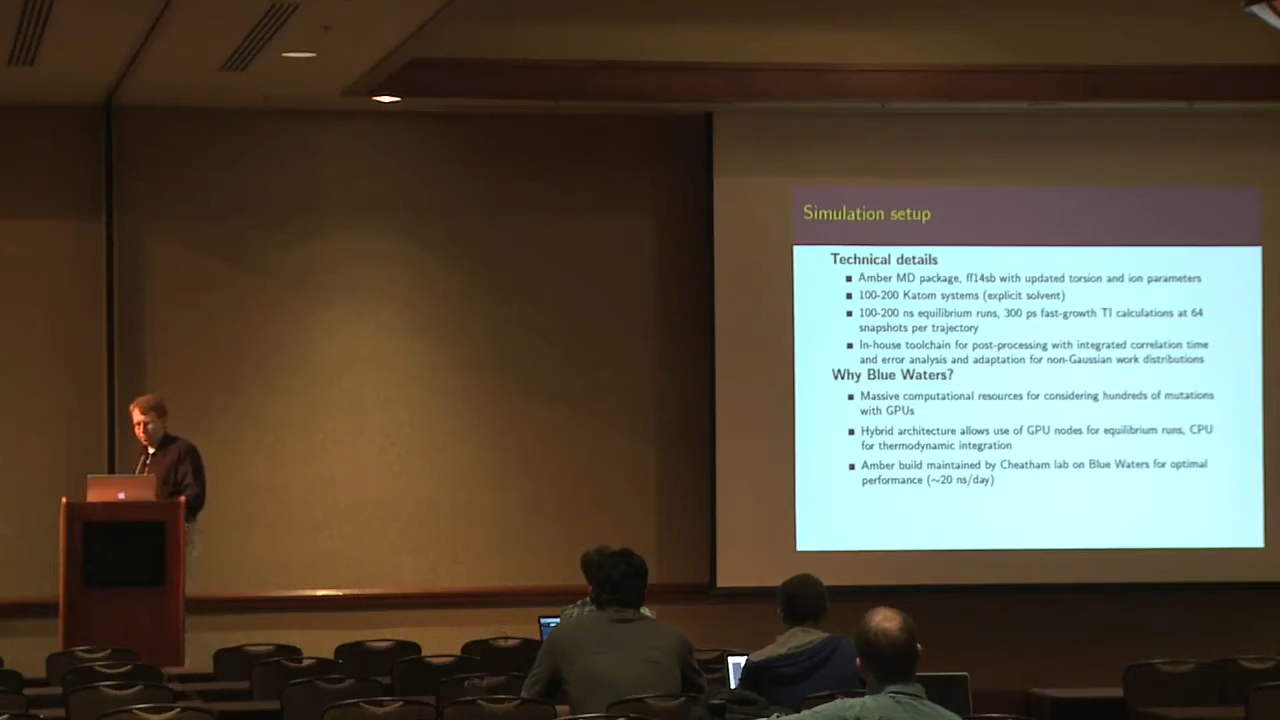 Simulation setup
Technical details
Amber MD package, ff14sb with updated torsion and ion parameters
100-200 Katom systems (explicit solvent)
100-200 ns equilibrium runs, 300 ps fast-growth TI calculations at 64
snapshots per trajectory
In-house toolchain for post-processing with integrated correlation time
and error analysis and adaptation for non-Gaussian work distributions
Why Blue Waters?
Massive computational resources for considering hundreds of mutations
with GPUs
Hybrid architecture allows use of GPU nodes for equilibrium runs, CPU
for thermodynamic integration
Amber build maintained by Cheatham lab on Blue Waters for optimal
performance (~20 ns/day)